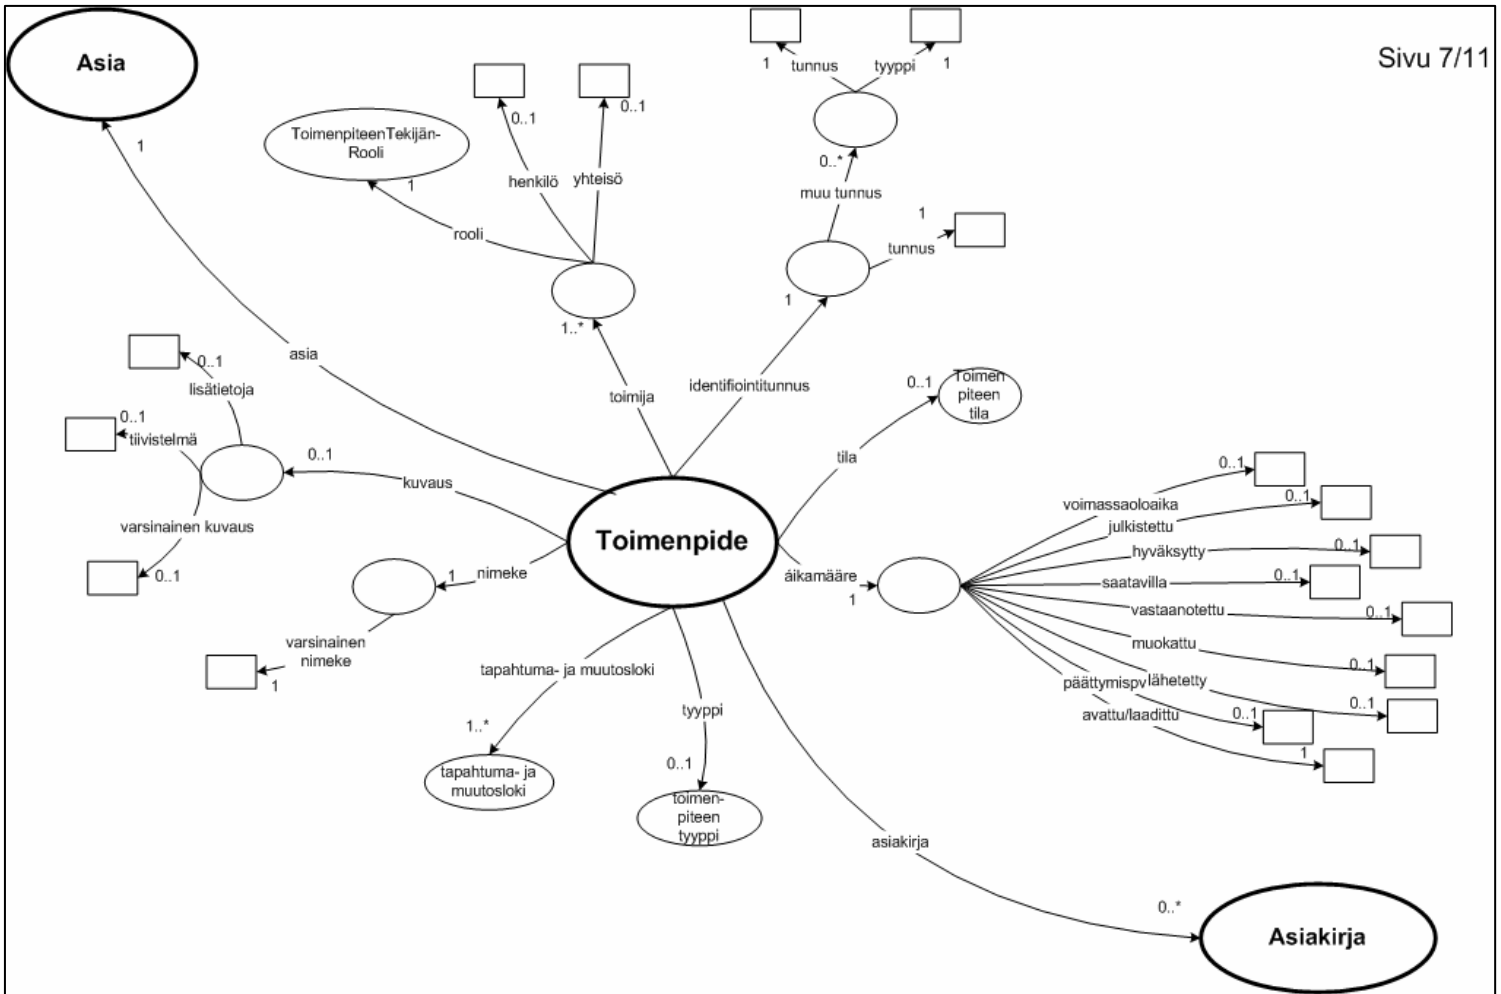 Sivu 7/11
Asia
1
1
tunnus
tyyppi
1
0..1
0..1
ToimenpiteenTekijän-
Rooli
1
henkilö
yhteisö
rooli
0..*
muu tunnus
1
tunnus
1
1..*
asia
toimija
identifiointitunnus
0..1
Toimen
piteen
tila
tila
0..1
lisätietoja
0..1
tiivistelmä
0..1
kuvaus
varsinainen kuvaus
0..1
Toimenpide
nimeke
1
varsinainen
nimeke
1
áikamääre
1
voimassaoloaika
0..1
julkistettu
0..1
hyväksytty
0..1
saatavilla
0..1
vastaanotettu
0..1
muokattu
0..1
päättymispv
lähetetty
0..1
avattu/laadittu
0..1
1
tapahtuma- ja muutosloki
1..*
tapahtuma- ja
muutosloki
tyyppi
0..1
toimen-
piteen
tyyppi
asiakirja
0..*
Asiakirja